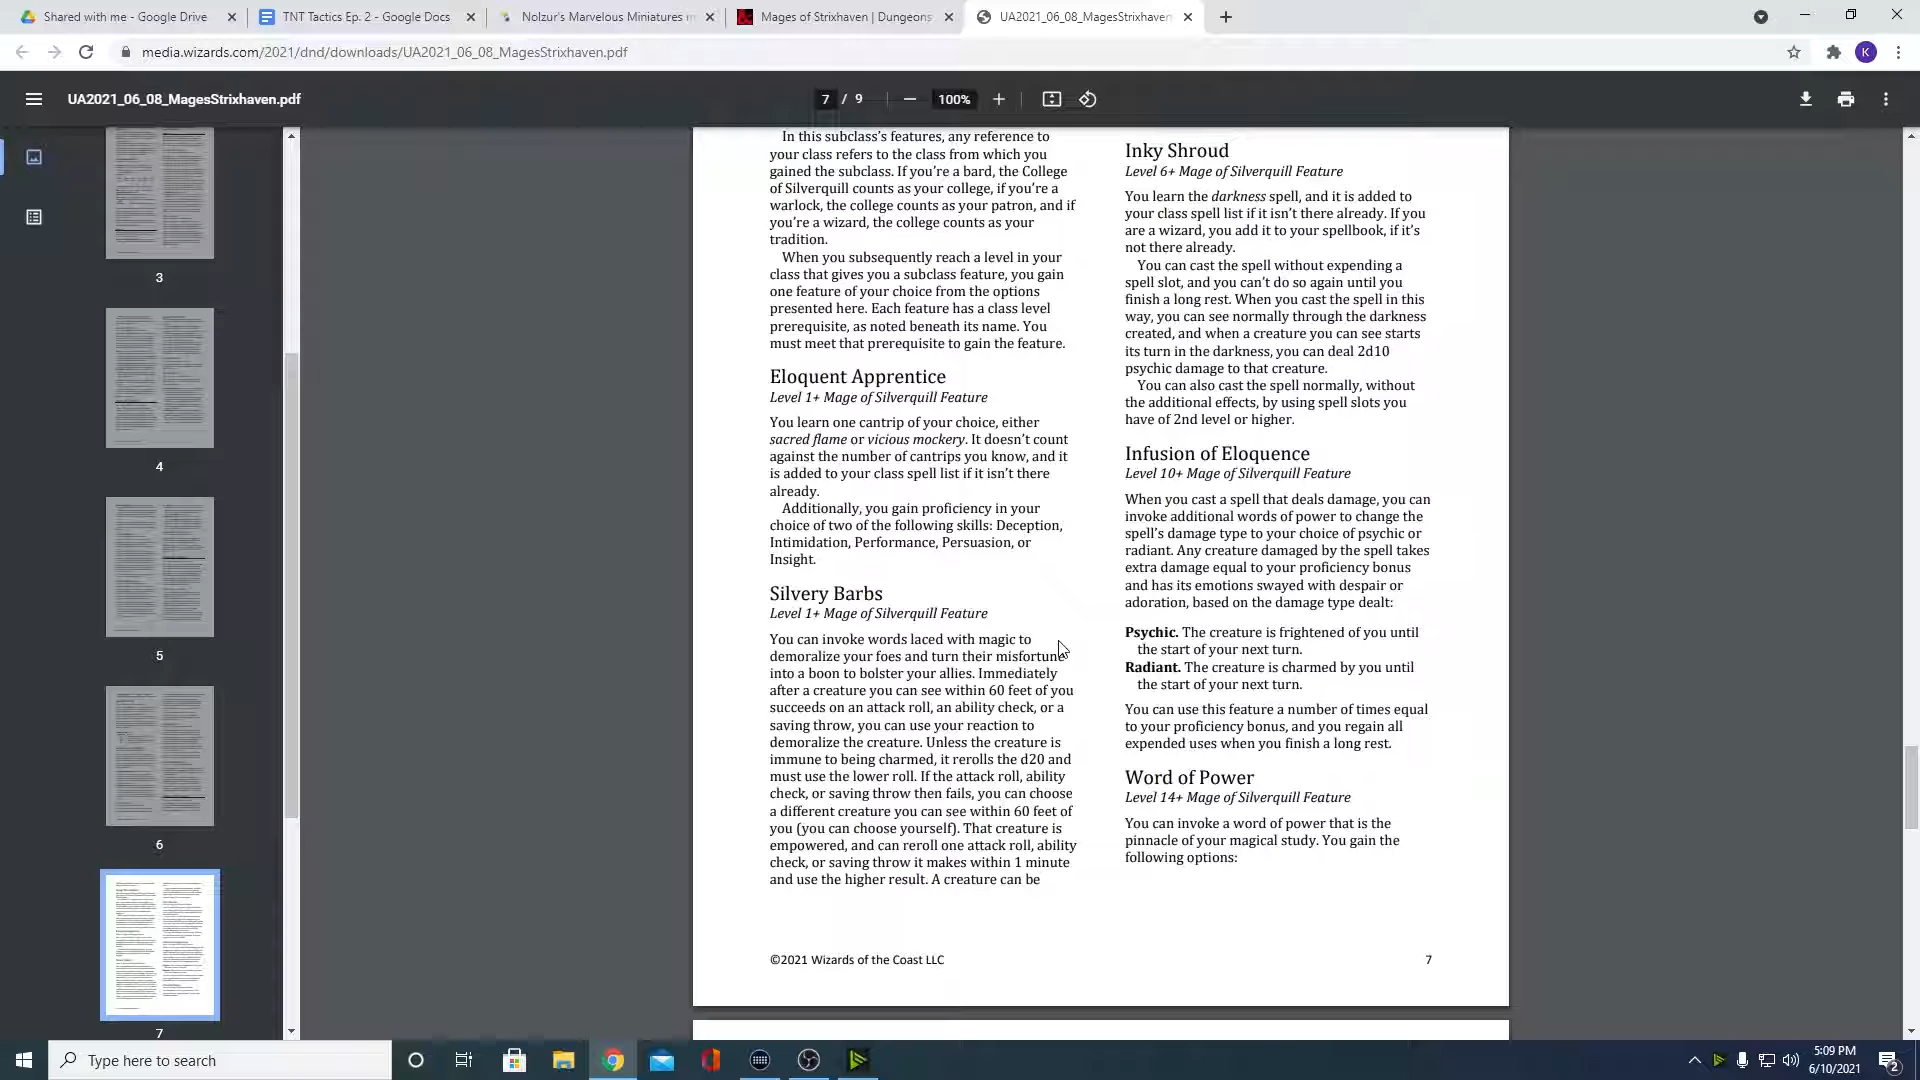 Shared with me - Google Drive
TNT Tactics Ep. 2 - Google Docs
Nolzur's Marvelous Miniatures
Mages of Strixhaven | Dungeons
UA2021_06_08_MagesStrixhaven
K
media.wizards.com/2021/dnd/downloads/UA2021_06_08_MagesStrixhaven.pdf
UA2021_06_08_MagesStrixhaven.pdf
7 / 9
100%
3
4
5
6
7
In this subclass's features, any reference to
your class refers to the class from which you
gained the subclass. If you're a bard, the College
of Silverquill counts as your college, if you're a
warlock, the college counts as your patron, and if
you're a wizard, the college counts as your
tradition.
When you subsequently reach a level in your
class that gives you a subclass feature, you gain
one feature of your choice from the options
presented here. Each feature has a class level
prerequisite, as noted beneath its name. You
must meet that prerequisite to gain the feature.
Eloquent Apprentice
Level 1+ Mage of Silverquill Feature
You learn one cantrip of your choice, either
sacred flame or vicious mockery. It doesn't count
against the number of cantrips you know, and it
is added to your class spell list if it isn't there
already.
Additionally, you gain proficiency in your
choice of two of the following skills: Deception,
Intimidation, Performance, Persuasion, or
Insight.
Silvery Barbs
Level 1+ Mage of Silverquill Feature
You can invoke words laced with magic to
demoralize your foes and turn their misfortune
into a boon to bolster your allies. Immediately
after a creature you can see within 60 feet of you
succeeds on an attack roll, an ability check, or a
saving throw, you can use your reaction to
demoralize the creature. Unless the creature is
immune to being charmed, it rerolls the d20 and
must use the lower roll. If the attack roll, ability
check, or saving throw then fails, you can choose
a different creature you can see within 60 feet of
you (you can choose yourself). That creature is
empowered, and can reroll one attack roll, ability
check, or saving throw it makes within 1 minute
and use the higher result. A creature can be
Inky Shroud
Level 6+ Mage of Silverquill Feature
You learn the darkness spell, and it is added to
your class spell list if it isn't there already. If you
are a wizard, you add it to your spellbook, if it's
not there already.
You can cast the spell without expending a
spell slot, and you can't do so again until you
finish a long rest. When you cast the spell in this
way, you can see normally through the darkness
created, and when a creature you can see starts
its turn in the darkness, you can deal 2d10
psychic damage to that creature.
You can also cast the spell normally, without
the additional effects, by using spell slots you
have of 2nd level or higher.
Infusion of Eloquence
Level 10+ Mage of Silverquill Feature
When you cast a spell that deals damage, you can
invoke additional words of power to change the
spell's damage type to your choice of psychic or
radiant. Any creature damaged by the spell takes
extra damage equal to your proficiency bonus
and has its emotions swayed with despair or
adoration, based on the damage type dealt:
Psychic. The creature is frightened of you until
the start of your next turn.
Radiant. The creature is charmed by you until
the start of your next turn.
You can use this feature a number of times equal
to your proficiency bonus, and you regain all
expended uses when you finish a long rest.
Word of Power
Level 14+ Mage of Silverquill Feature
You can invoke a word of power that is the
pinnacle of your magical study. You gain the
following options:
©2021 Wizards of the Coast LLC
7
Type here to search
5:09 PM
6/10/2021
2